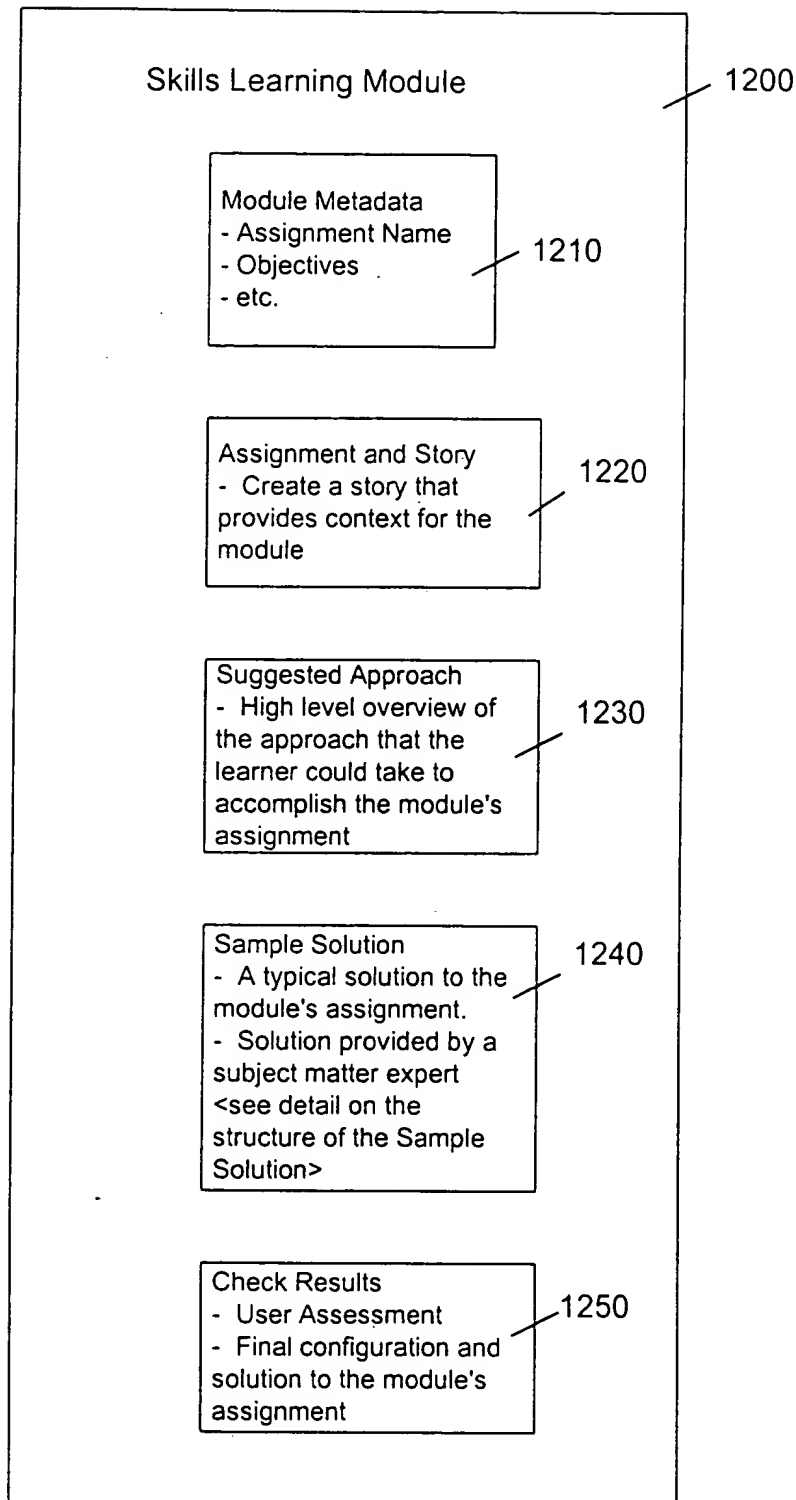 Skills Learning Module
1200
Module Metadata
- Assignment Name
- Objectives
- etc.
1210
Assignment and Story
- Create a story that
provides context for the
module
1220
Suggested Approach
- High level overview of
the approach that the
learner could take to
accomplish the module's
assignment
1230
Sample Solution
- A typical solution to the
module's assignment.
- Solution provided by a
subject matter expert
<see detail on the
structure of the Sample
Solution>
1240
Check Results
- User Assessment
- Final configuration and
solution to the module's
assignment
1250